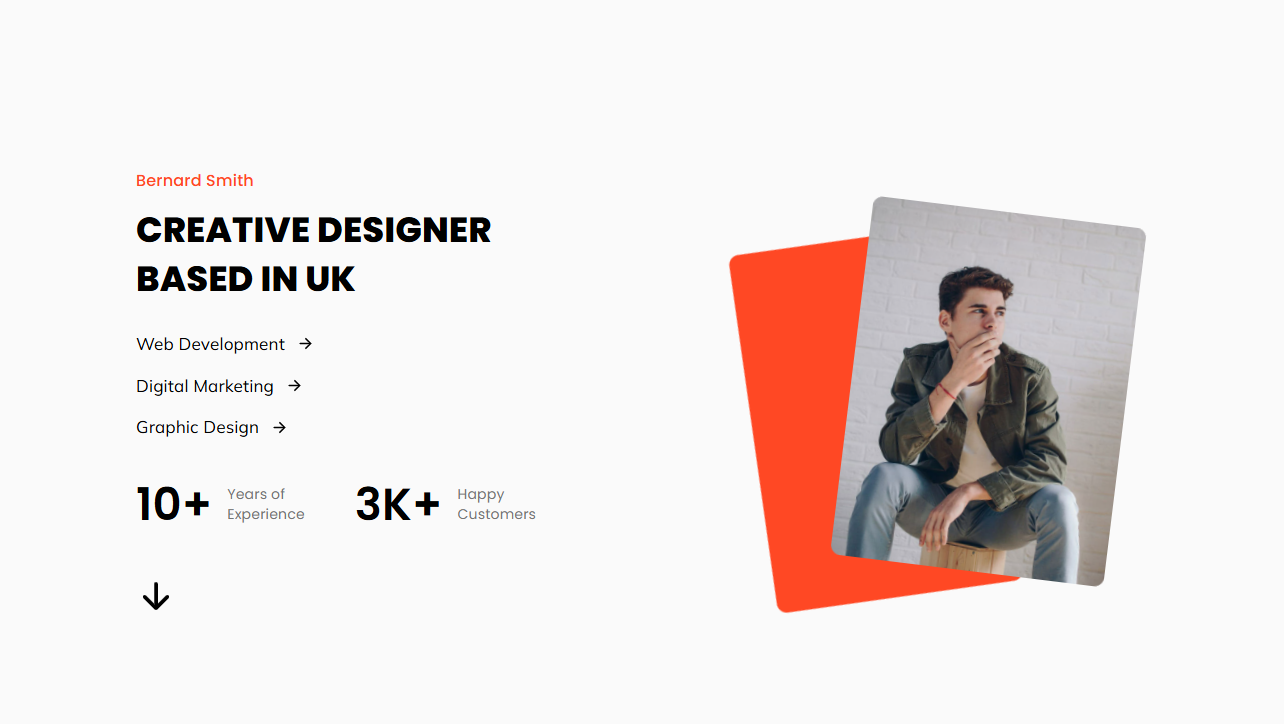 Bernard Smith
CREATIVE DESIGNER
BASED IN UK
Web Development
Digital Marketing
Graphic Design
10+
Years of
Experience
3K+
Happy
Customers